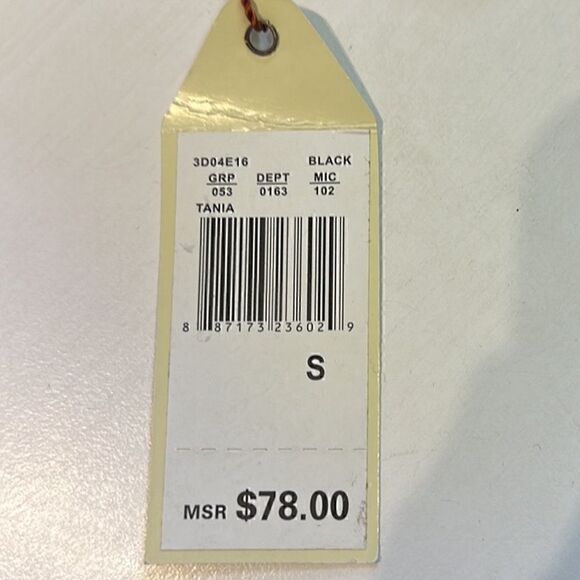 3D04E16 BLACK
GRP DEPT MIC
053 0163 102
TANIA
8 87173 23602 9
S
MSR $78.00